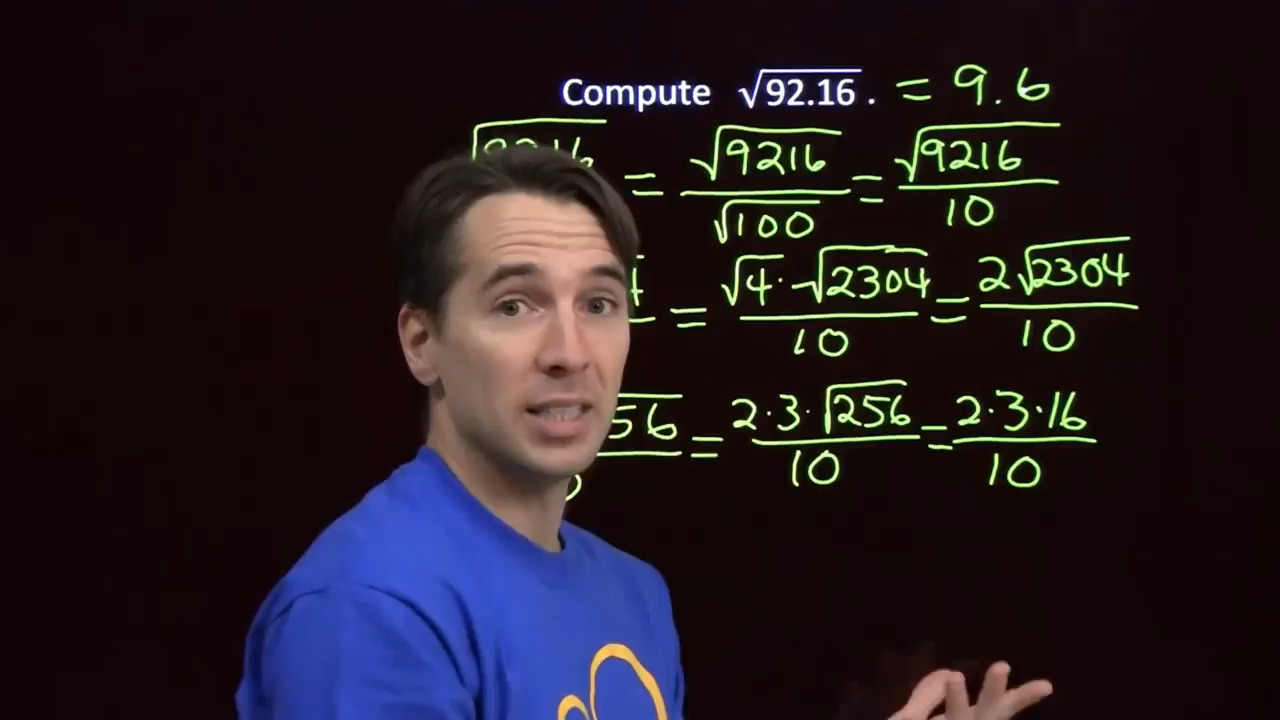 Compute √92.16 . = 9.6
= √9216/√100 = √9216/10
= √4·√2304/10 = 2√2304/10
= 2·3·√256/10 = 2·3·16/10